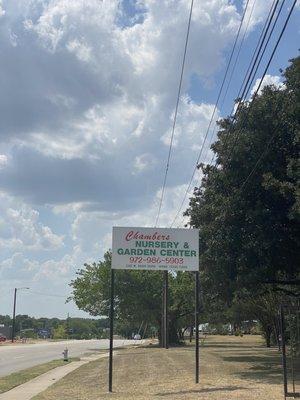 Chambers
NURSERY &
GARDEN CENTER
972-986-5903